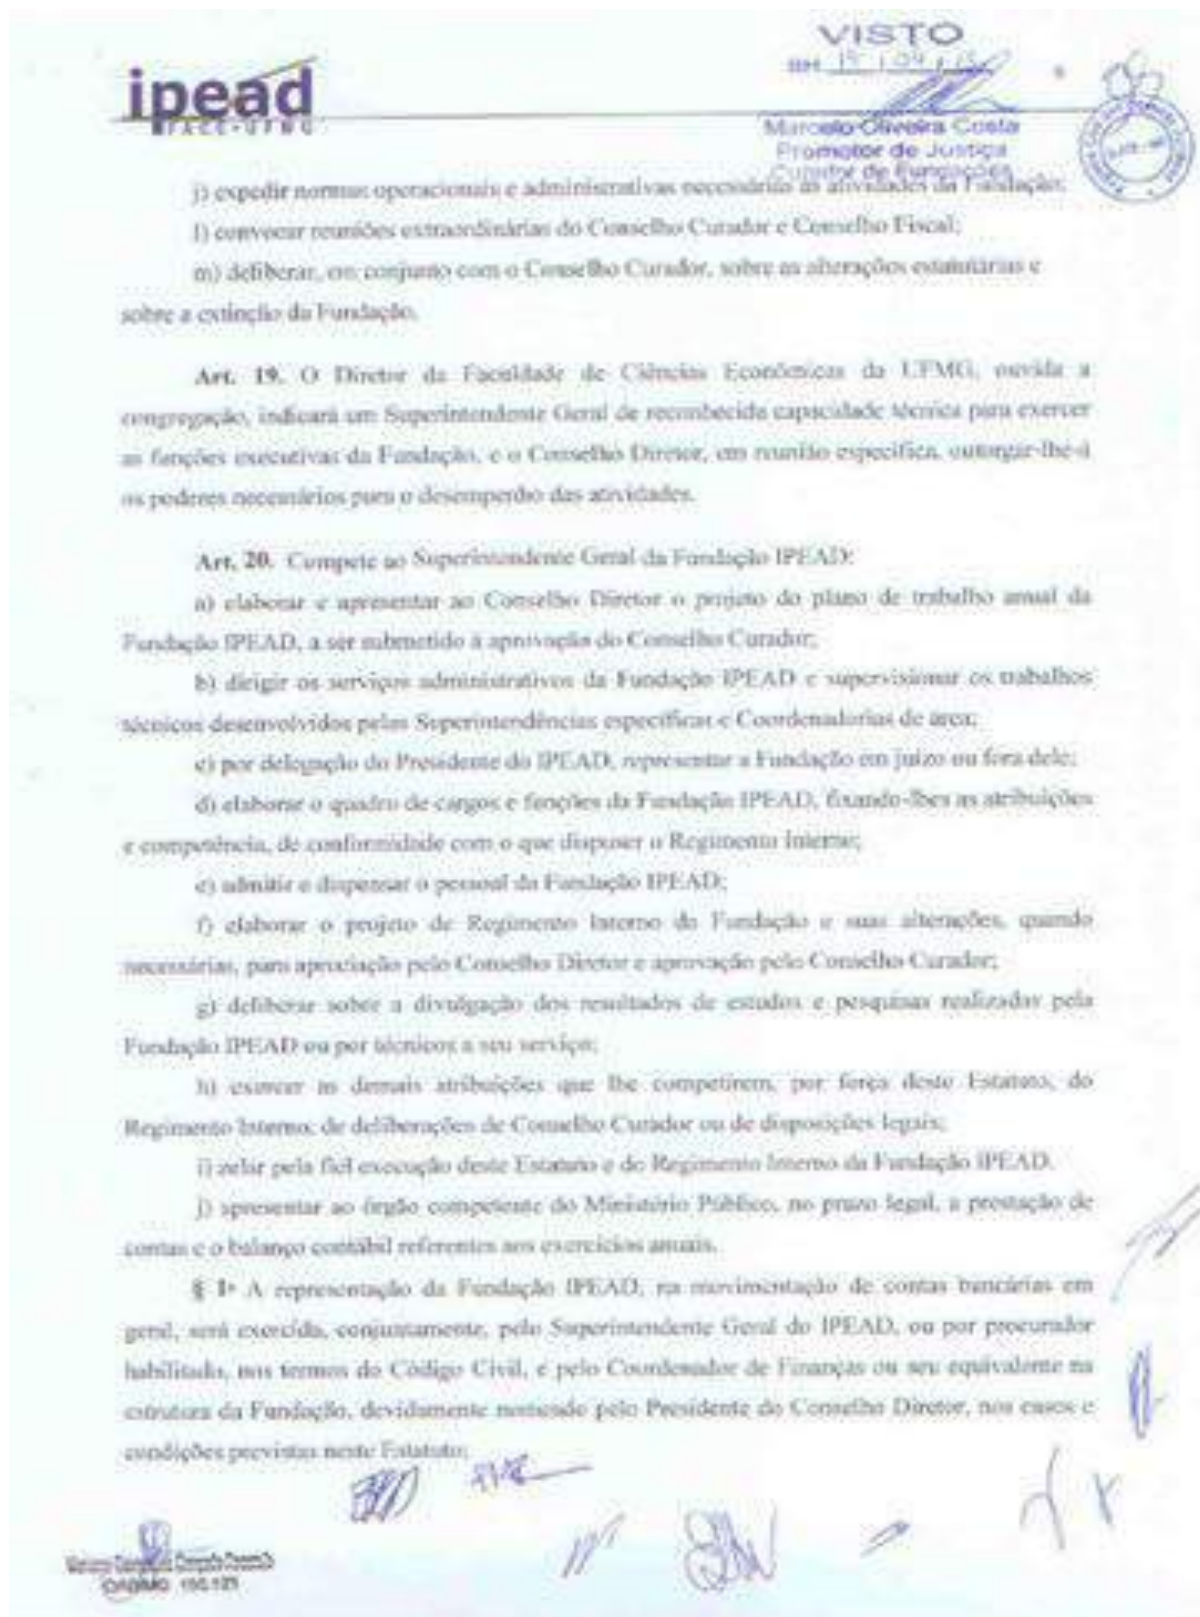 VISTO
BH
ipead
FACE-UFMG
Marcelo Oliveira Costa
Promotor de Justiça
Curador de Fundações
j) expedir normas operacionais e administrativas necessárias às atividades da Fundação;
l) convocar reuniões extraordinárias do Conselho Curador e Conselho Fiscal;
m) deliberar, em conjunto com o Conselho Curador, sobre as alterações estatutárias e
sobre a extinção da Fundação.
Art. 19. O Diretor da Faculdade de Ciências Econômicas da UFMG, ouvida a
congregação, indicará um Superintendente Geral de reconhecida capacidade técnica para exercer
as funções executivas da Fundação, e o Conselho Diretor, em reunião específica, outorgar-lhe-á
os poderes necessários para o desempenho das atividades.
Art. 20. Compete ao Superintendente Geral da Fundação IPEAD:
a) elaborar e apresentar ao Conselho Diretor o projeto do plano de trabalho anual da
Fundação IPEAD, a ser submetido à aprovação do Conselho Curador;
b) dirigir os serviços administrativos da Fundação IPEAD e supervisionar os trabalhos
técnicos desenvolvidos pelas Superintendências específicas e Coordenadorias de área;
c) por delegação do Presidente do IPEAD, representar a Fundação em juízo ou fora dele;
d) elaborar o quadro de cargos e funções da Fundação IPEAD, fixando-lhes as atribuições
e competência, de conformidade com o que dispuser o Regimento Interno;
e) admitir e dispensar o pessoal da Fundação IPEAD;
f) elaborar o projeto de Regimento Interno da Fundação e suas alterações, quando
necessárias, para apreciação pelo Conselho Diretor e aprovação pelo Conselho Curador;
g) deliberar sobre a divulgação dos resultados de estudos e pesquisas realizadas pela
Fundação IPEAD ou por técnicos a seu serviço;
h) exercer as demais atribuições que lhe competirem, por força deste Estatuto, do
Regimento Interno, de deliberações de Conselho Curador ou de disposições legais;
i) zelar pela fiel execução deste Estatuto e do Regimento Interno da Fundação IPEAD.
j) apresentar ao órgão competente do Ministério Público, no prazo legal, a prestação de
contas e o balanço contábil referentes aos exercícios anuais.
§ 1º A representação da Fundação IPEAD, na movimentação de contas bancárias em
geral, será exercida, conjuntamente, pelo Superintendente Geral do IPEAD, ou por procurador
habilitado, nos termos do Código Civil, e pelo Coordenador de Finanças ou seu equivalente na
estrutura da Fundação, devidamente nomeado pelo Presidente do Conselho Diretor, nos casos e
condições previstas neste Estatuto;
OAB/MG